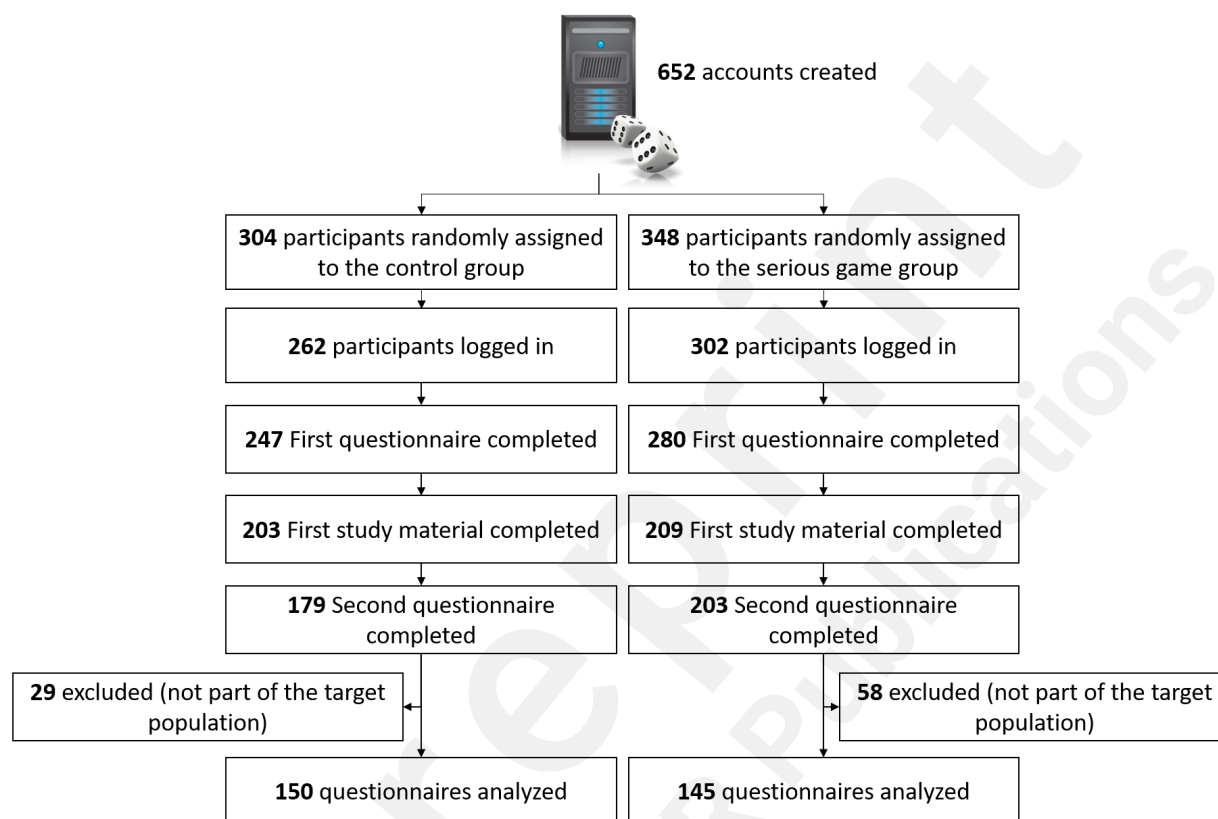 652 accounts created
304 participants randomly assigned
to the control group
348 participants randomly assigned
to the serious game group
262 participants logged in
302 participants logged in
247 First questionnaire completed
280 First questionnaire completed
203 First study material completed
209 First study material completed
179 Second questionnaire
completed
203 Second questionnaire
completed
29 excluded (not part of the target
population)
58 excluded (not part of the target
population)
150 questionnaires analyzed
145 questionnaires analyzed
reprint
R Publications